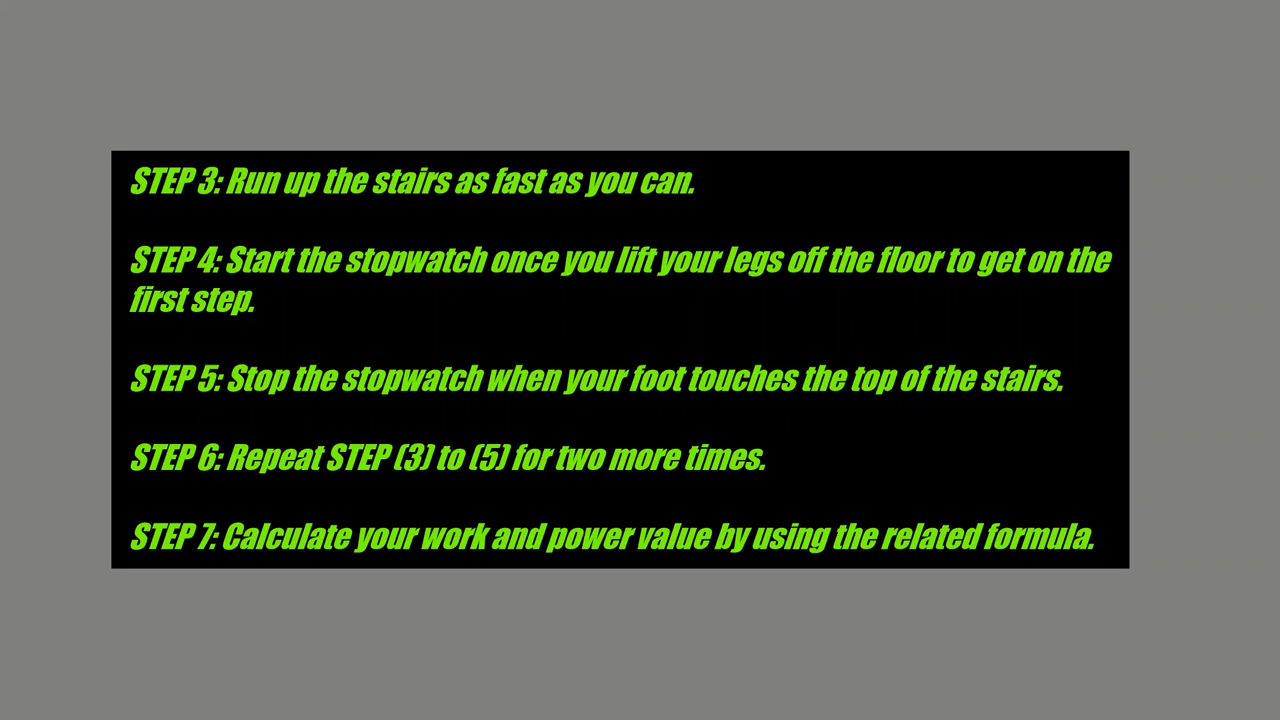 STEP 3: Run up the stairs as fast as you can.
STEP 4: Start the stopwatch once you lift your legs off the floor to get on the
first step.
STEP 5: Stop the stopwatch when your foot touches the top of the stairs.
STEP 6: Repeat STEP (3) to (5) for two more times.
STEP 7: Calculate your work and power value by using the related formula.